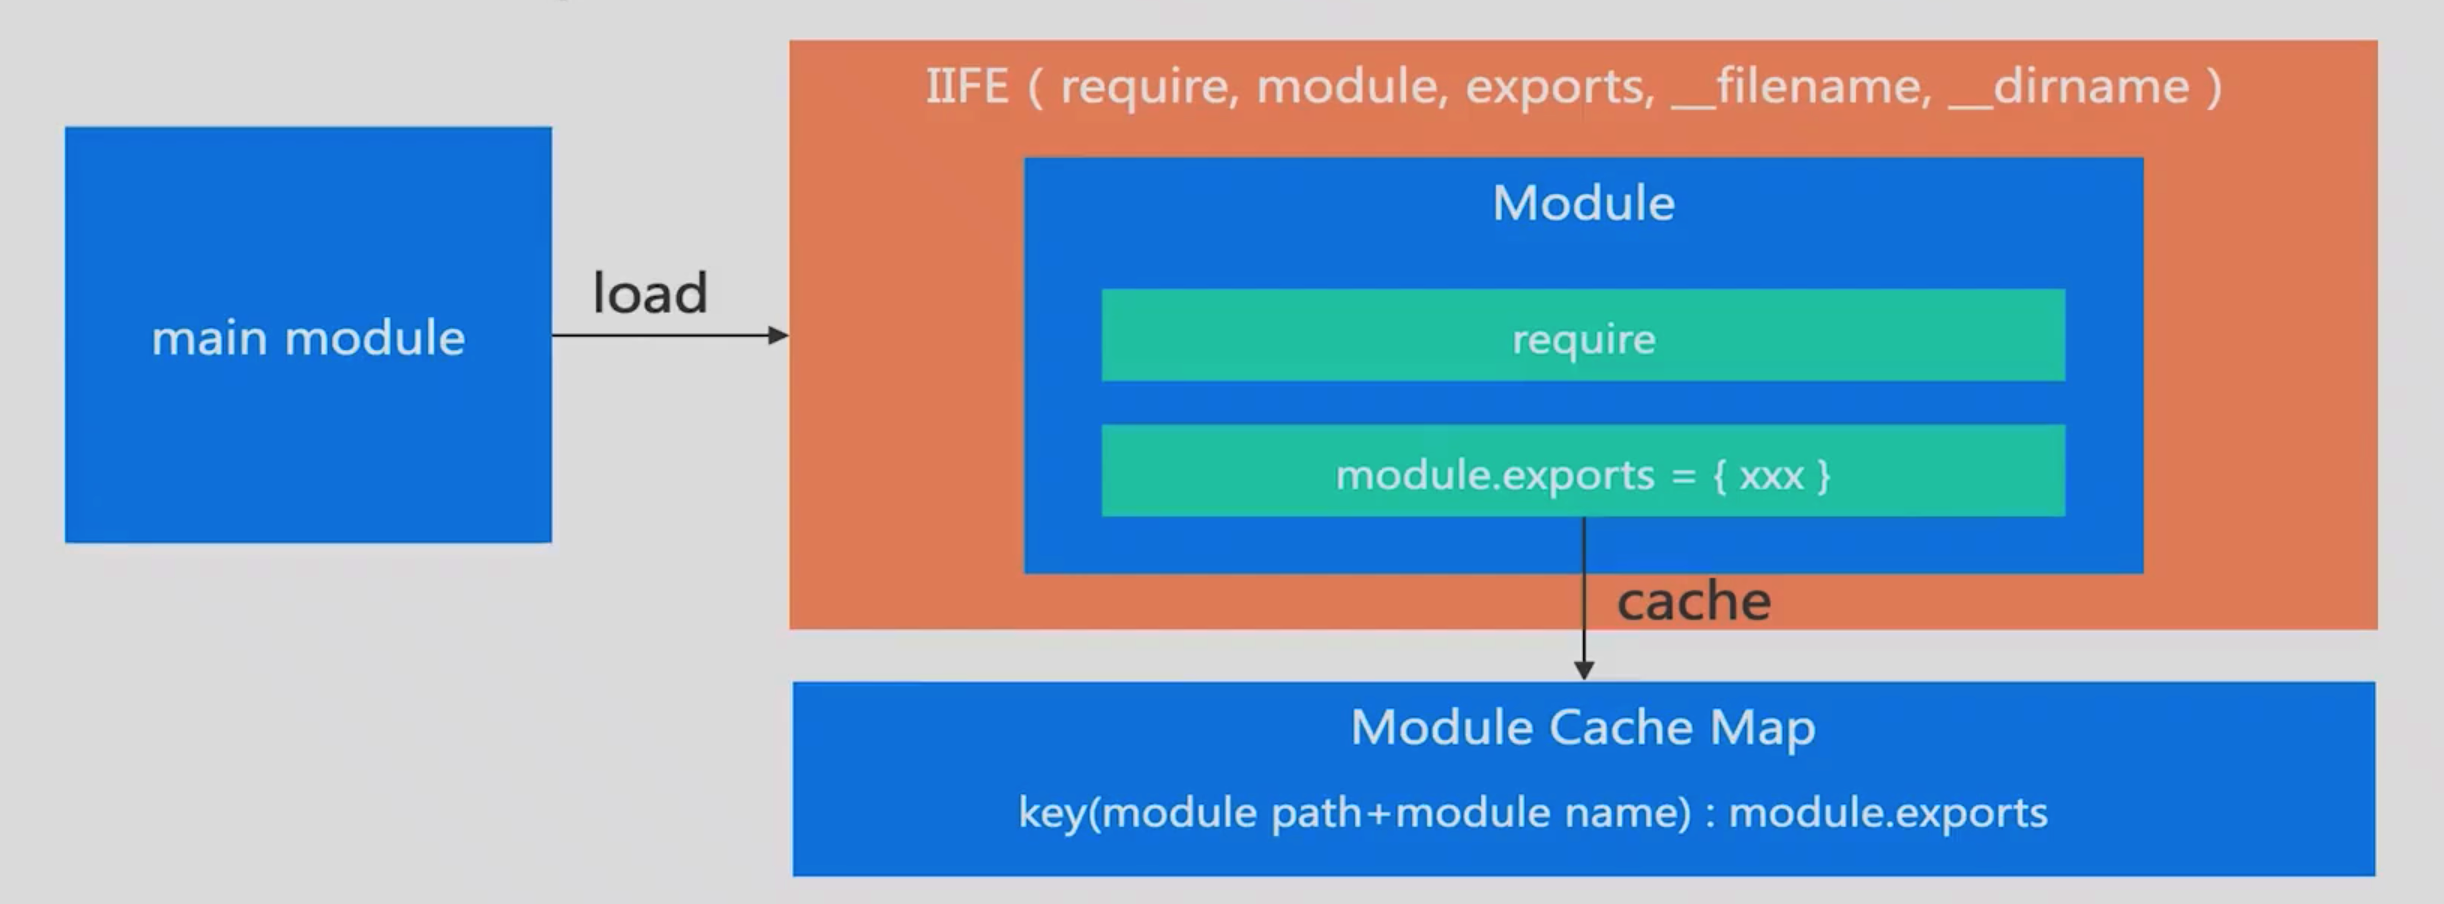 IIFE ( require, module, exports, __filename, __dirname )
Module
main module
load
require
module.exports = { xxx }
cache
Module Cache Map
key(module path+module name) : module.exports